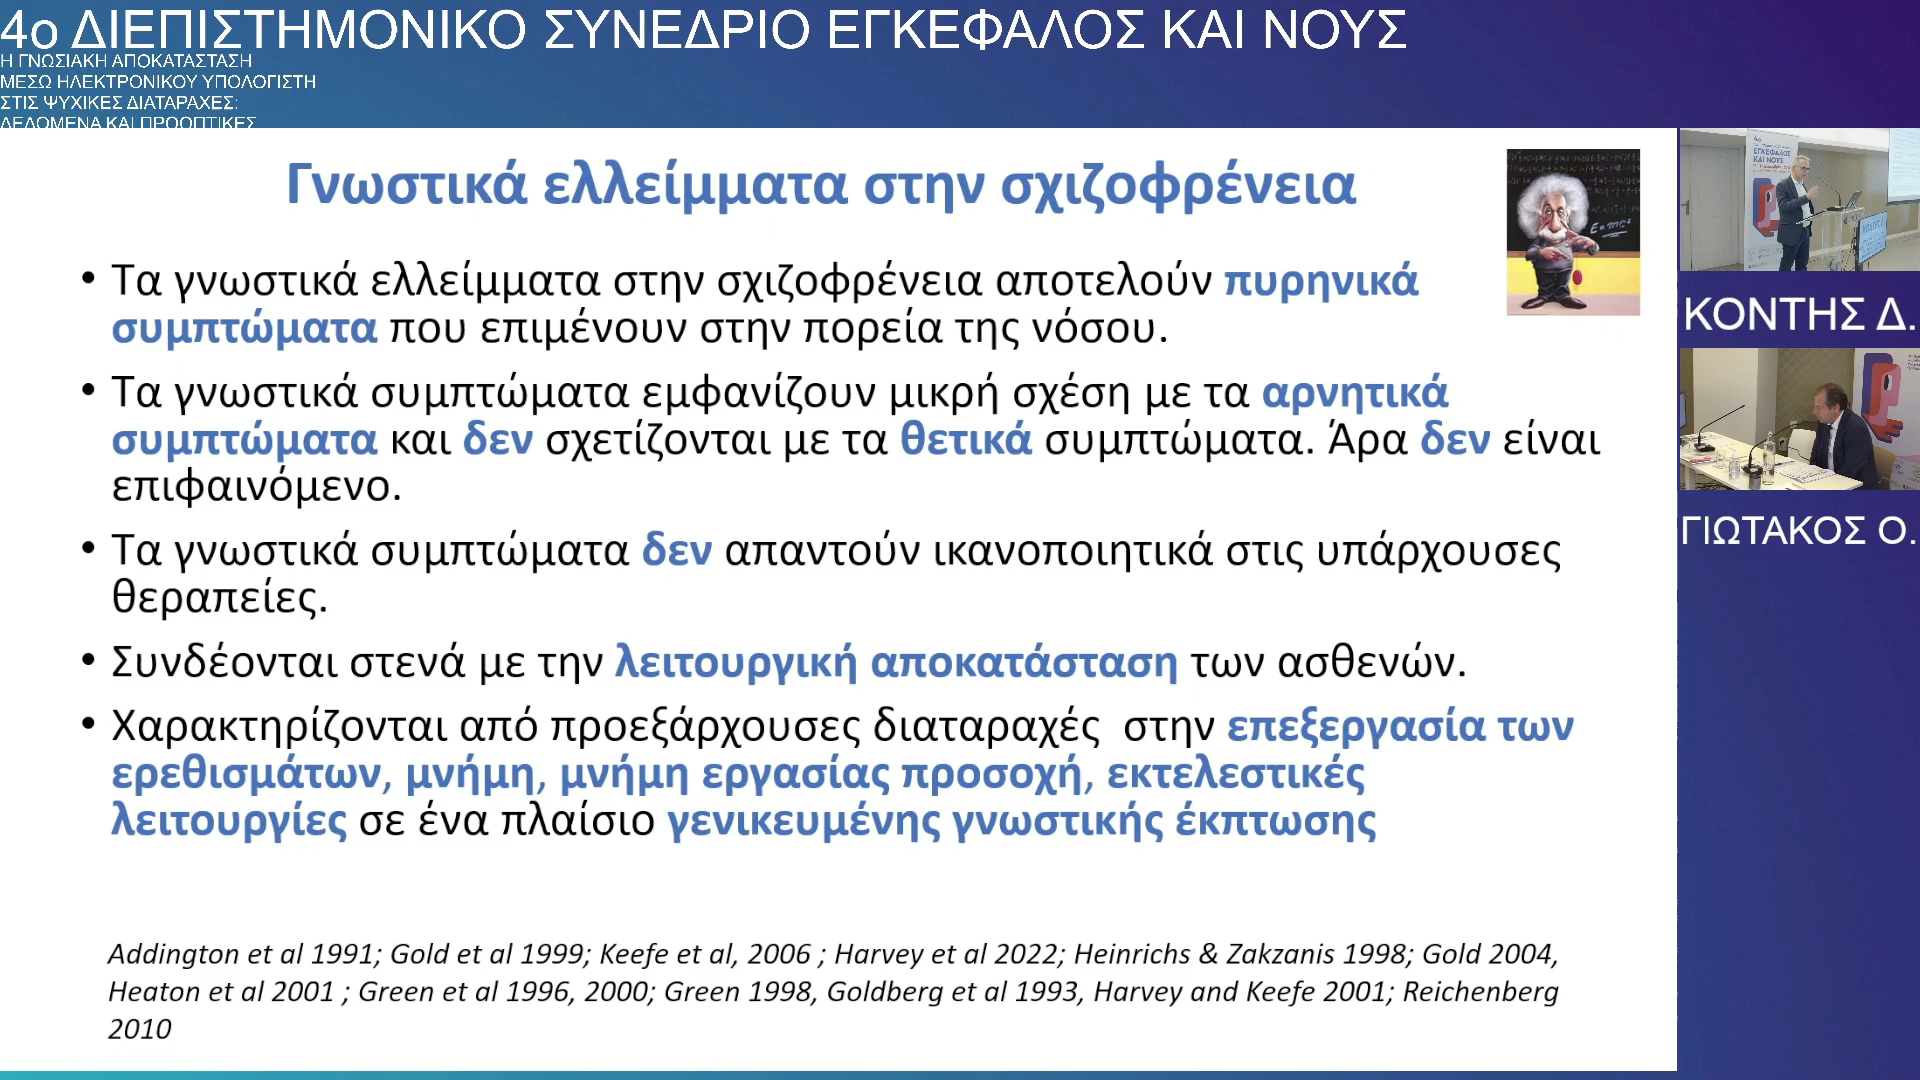 4ο ΔΙΕΠΙΣΤΗΜΟΝΙΚΟ ΣΥΝΕΔΡΙΟ ΕΓΚΕΦΑΛΟΣ ΚΑΙ ΝΟΥΣ
Η ΓΝΩΣΙΑΚΗ ΑΠΟΚΑΤΑΣΤΑΣΗ
ΜΕΣΩ ΗΛΕΚΤΡΟΝΙΚΟΥ ΥΠΟΛΟΓΙΣΤΗ
ΣΤΙΣ ΨΥΧΙΚΕΣ ΔΙΑΤΑΡΑΧΕΣ:
ΔΕΔΟΜΕΝΑ ΚΑΙ ΠΡΟΟΠΤΙΚΕΣ
Γνωστικά ελλείμματα στην σχιζοφρένεια
E=mc²
• Τα γνωστικά ελλείμματα στην σχιζοφρένεια αποτελούν πυρηνικά
συμπτώματα που επιμένουν στην πορεία της νόσου.
• Τα γνωστικά συμπτώματα εμφανίζουν μικρή σχέση με τα αρνητικά
συμπτώματα και δεν σχετίζονται με τα θετικά συμπτώματα. Άρα δεν είναι
επιφαινόμενο.
• Τα γνωστικά συμπτώματα δεν απαντούν ικανοποιητικά στις υπάρχουσες
θεραπείες.
• Συνδέονται στενά με την λειτουργική αποκατάσταση των ασθενών.
• Χαρακτηρίζονται από προεξάρχουσες διαταραχές στην επεξεργασία των
ερεθισμάτων, μνήμη, μνήμη εργασίας προσοχή, εκτελεστικές
λειτουργίες σε ένα πλαίσιο γενικευμένης γνωστικής έκπτωσης
Addington et al 1991; Gold et al 1999; Keefe et al, 2006 ; Harvey et al 2022; Heinrichs & Zakzanis 1998; Gold 2004,
Heaton et al 2001 ; Green et al 1996, 2000; Green 1998, Goldberg et al 1993, Harvey and Keefe 2001; Reichenberg
2010
ΕΓΚΕΦΑΛΟΣ
ΚΑΙ ΝΟΥΣ
ΚΟΝΤΗΣ Δ.
ΓΙΩΤΑΚΟΣ Ο.